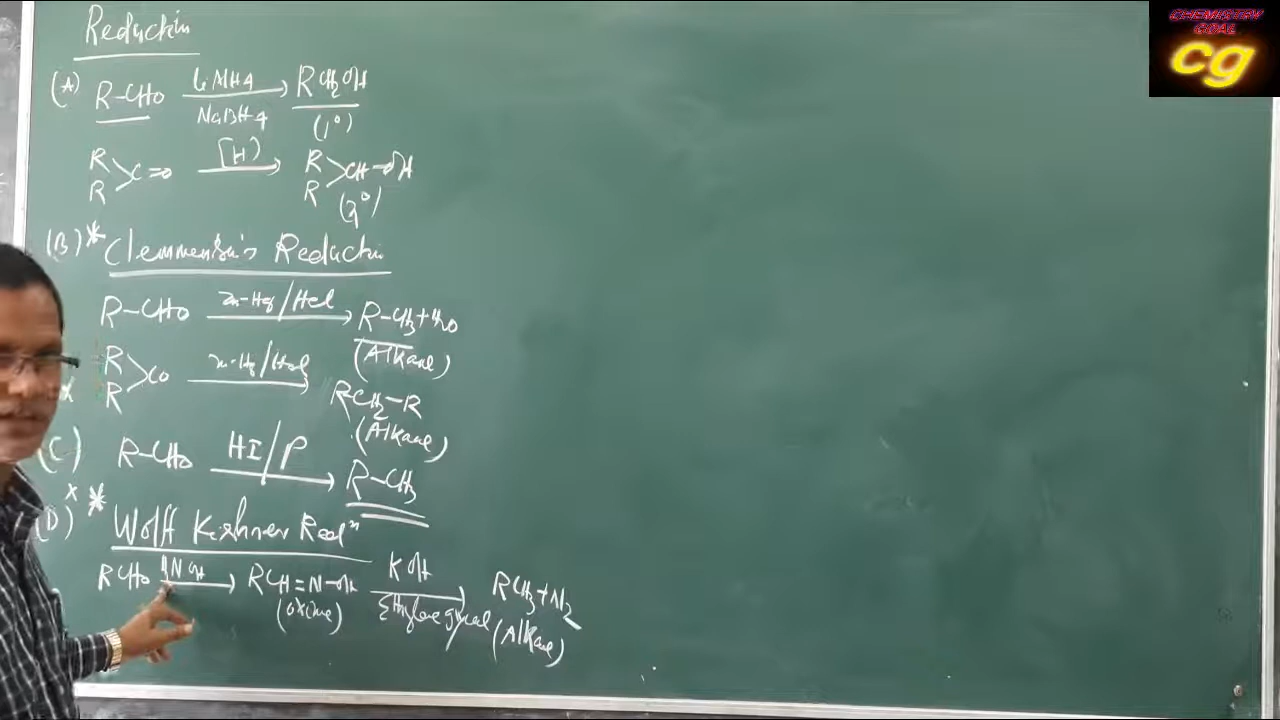 CHEMISTRY
GOAL
cg
Reduction
(A) R-CHO LiAlH4 NaBH4 RCH2OH
(1°)
R R >C=O [H] R R >CH-OH
(2°)
(B)* Clemmensen's Reduction
R-CHO Zn-Hg/HCl R-CH3+H2O
(Alkane)
R R >CO Zn-Hg/HCl RCH2-R
(Alkane)
(C) R-CHO HI/P R-CH3
(D) x * Wolff Kishner Redn
RCHO RCH=N-OH KOH RCH3+N2
(oxime) Ethylene glycol (Alkane)